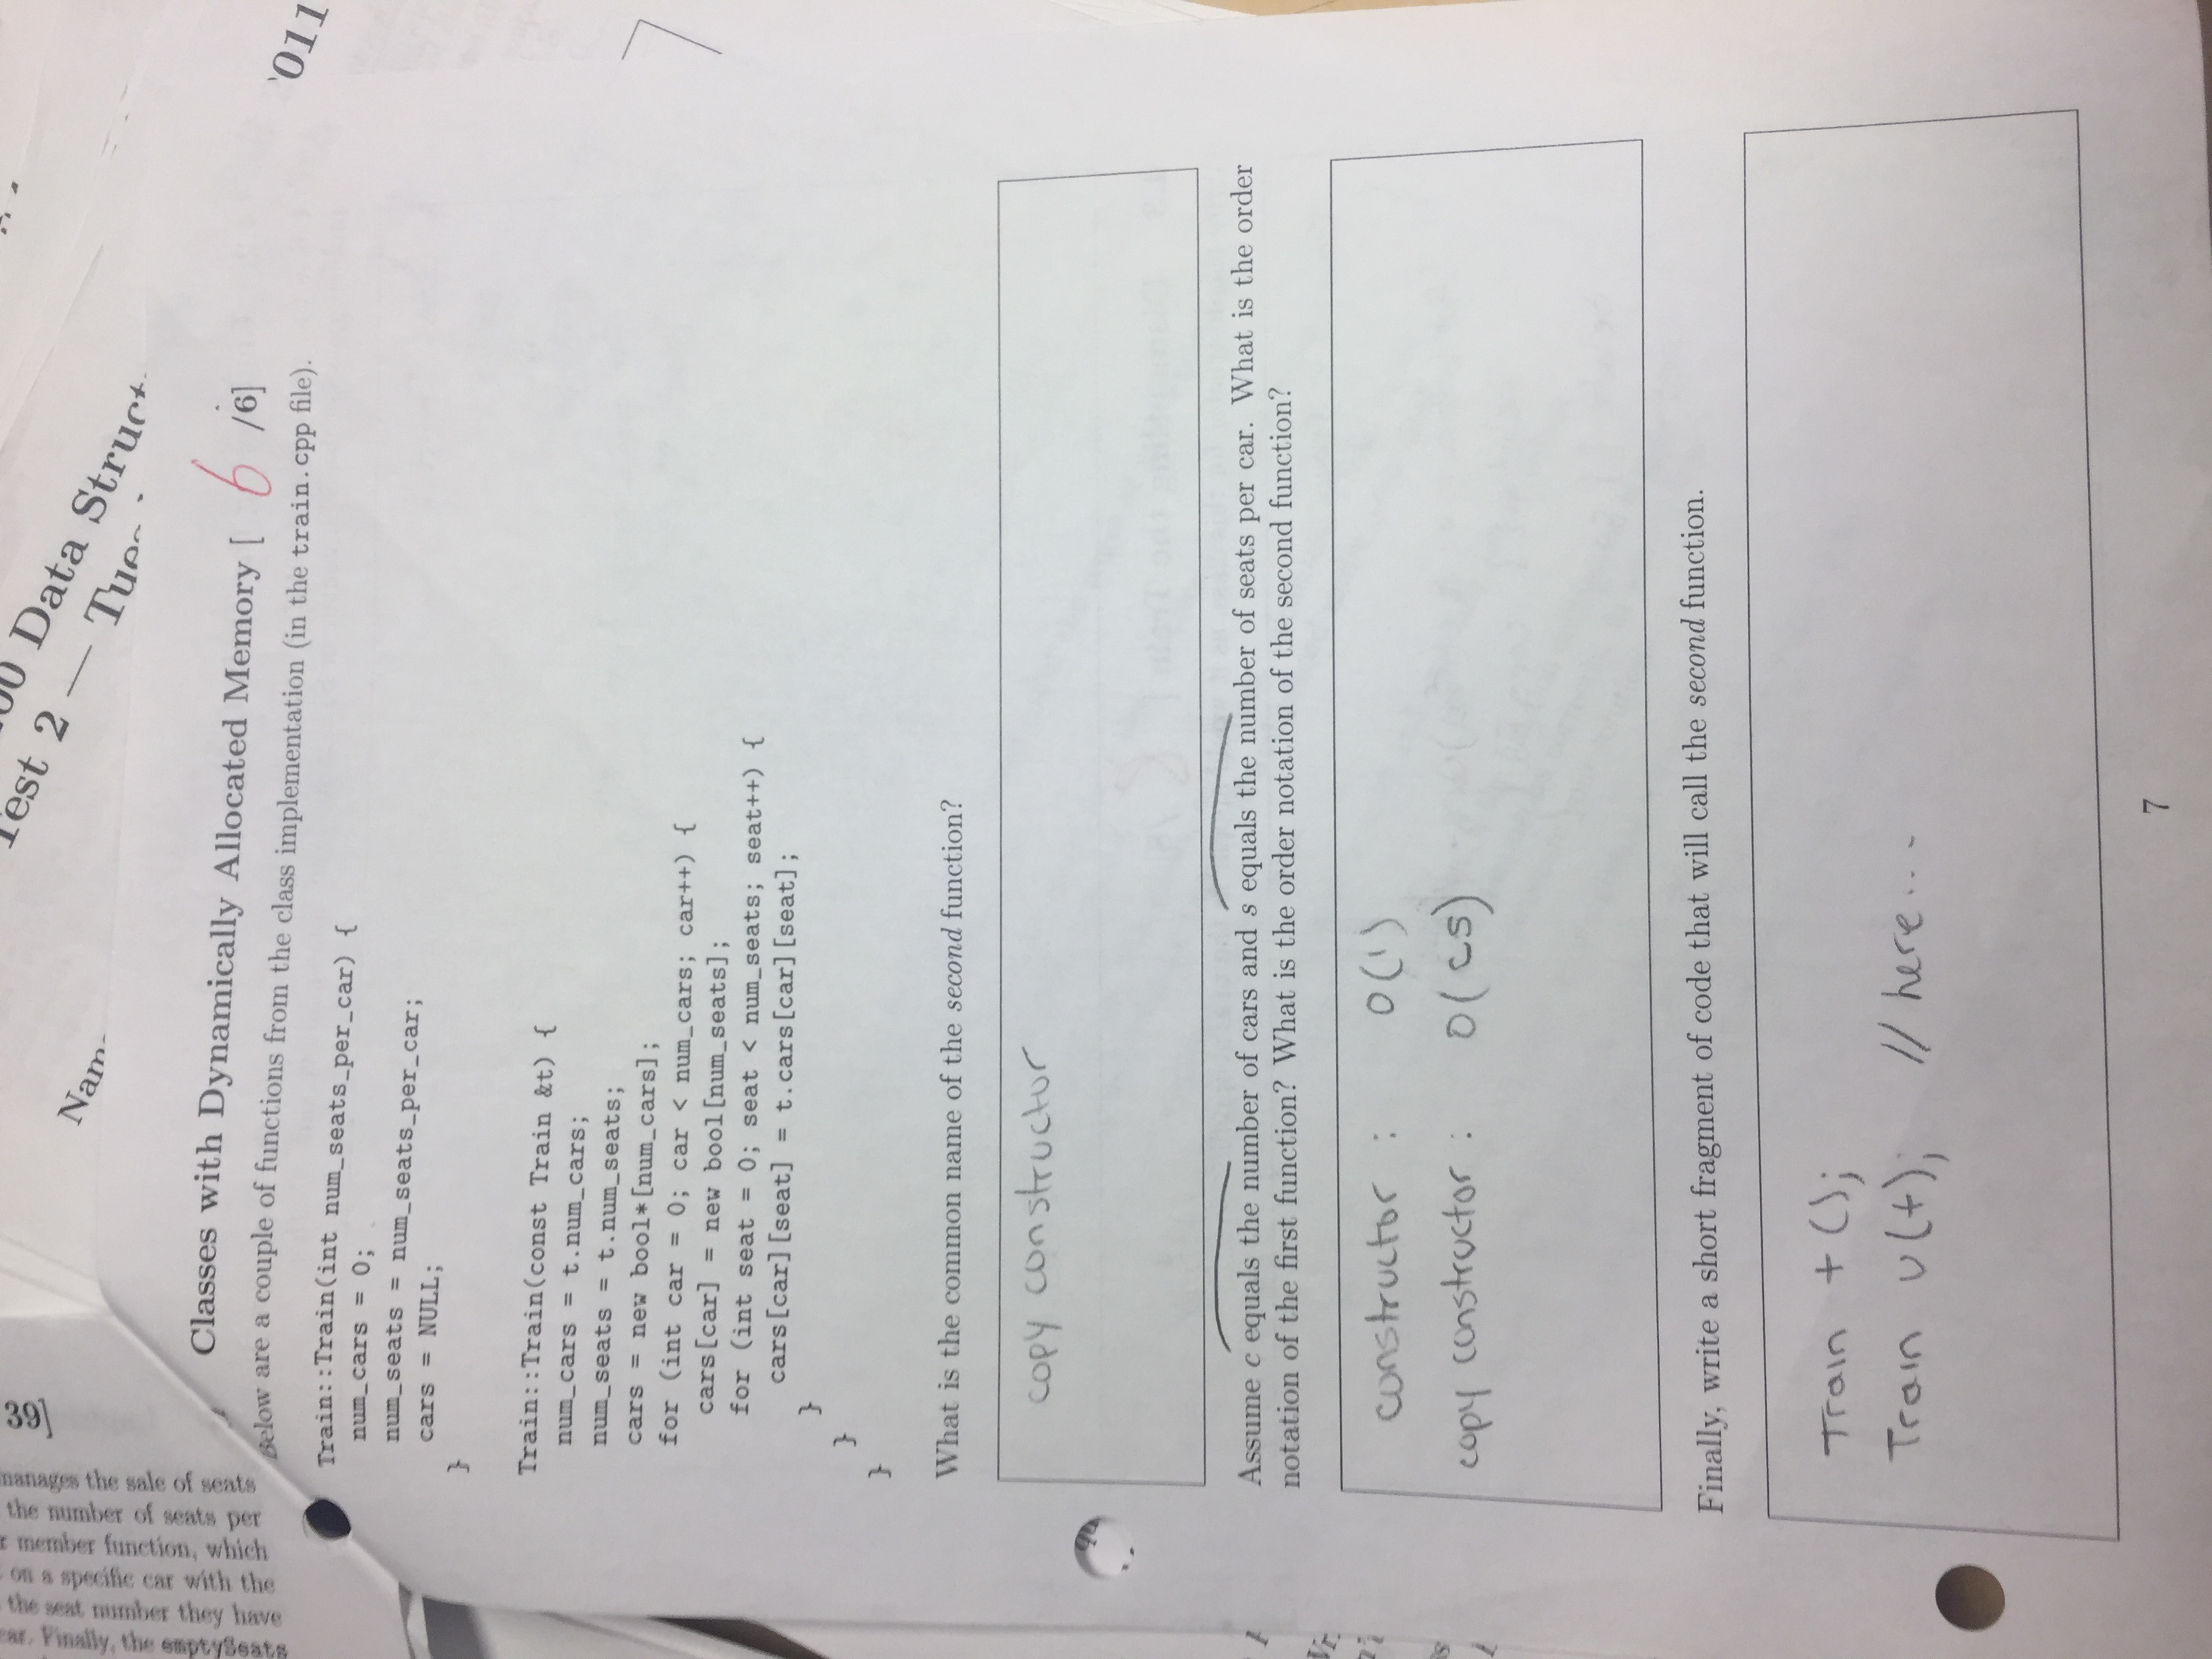 39]
manages the sale of seats
the number of seats per
member function, which
on a specific car with the
the seat number they have
Finally, the emptySeats
00 Data Struct
Test 2 — Tues
Nam
'011
Classes with Dynamically Allocated Memory [ 6 /6]
Below are a couple of functions from the class implementation (in the train.cpp file).
Train::Train(int num_seats_per_car) {
num_cars = 0;
num_seats = num_seats_per_car;
cars = NULL;
}
Train::Train(const Train &t) {
num_cars = t.num_cars;
num_seats = t.num_seats;
cars = new bool*[num_cars];
for (int car = 0; car < num_cars; car++) {
cars[car] = new bool[num_seats];
for (int seat = 0; seat < num_seats; seat++) {
cars[car][seat] = t.cars[car][seat];
}
}
}
What is the common name of the second function?
copy constructor
Assume c equals the number of cars and s equals the number of seats per car. What is the order
notation of the first function? What is the order notation of the second function?
constructor : O(1)
copy constructor : O(cs)
Finally, write a short fragment of code that will call the second function.
Train t();
Train u(t); // here...
7